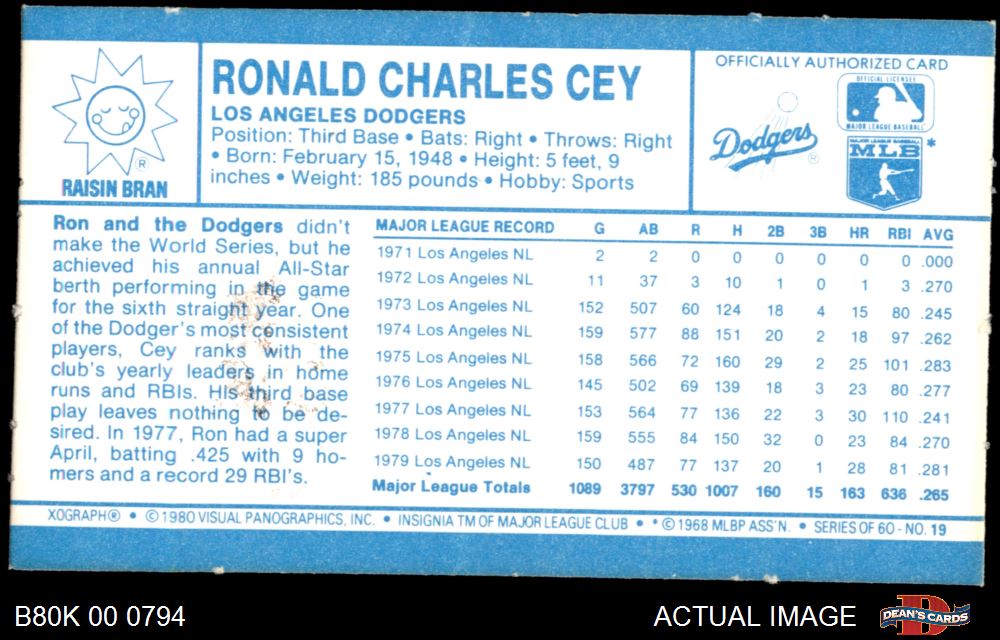 RAISIN BRAN
®
RONALD CHARLES CEY
LOS ANGELES DODGERS
Position: Third Base • Bats: Right • Throws: Right
• Born: February 15, 1948 • Height: 5 feet, 9
inches • Weight: 185 pounds • Hobby: Sports
OFFICIALLY AUTHORIZED CARD
Dodgers ®
OFFICIAL LICENSEE
MAJOR LEAGUE BASEBALL
MAJOR LEAGUE BASEBALL
MLB *
Ron and the Dodgers didn't
make the World Series, but he
achieved his annual All-Star
berth performing in the game
for the sixth straight year. One
of the Dodger's most consistent
players, Cey ranks with the
club's yearly leaders in home
runs and RBIs. His third base
play leaves nothing to be de-
sired. In 1977, Ron had a super
April, batting .425 with 9 ho-
mers and a record 29 RBI's.
MAJOR LEAGUE RECORD G AB R H 2B 3B HR RBI AVG
1971 Los Angeles NL 2 2 0 0 0 0 0 0 .000
1972 Los Angeles NL 11 37 3 10 1 0 1 3 .270
1973 Los Angeles NL 152 507 60 124 18 4 15 80 .245
1974 Los Angeles NL 159 577 88 151 20 2 18 97 .262
1975 Los Angeles NL 158 566 72 160 29 2 25 101 .283
1976 Los Angeles NL 145 502 69 139 18 3 23 80 .277
1977 Los Angeles NL 153 564 77 136 22 3 30 110 .241
1978 Los Angeles NL 159 555 84 150 32 0 23 84 .270
1979 Los Angeles NL 150 487 77 137 20 1 28 81 .281
Major League Totals 1089 3797 530 1007 160 15 163 636 .265
XOGRAPH® • © 1980 VISUAL PANOGRAPHICS, INC. • INSIGNIA TM OF MAJOR LEAGUE CLUB • * © 1968 MLBP ASS'N. • SERIES OF 60 - NO. 19
B80K 00 0794
ACTUAL IMAGE
D
DEAN'S CARDS